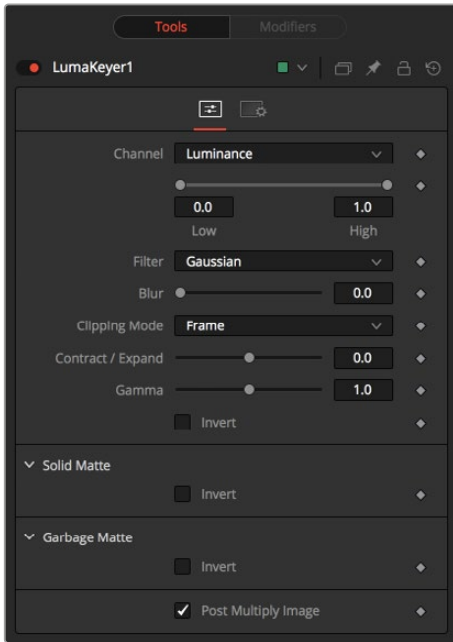 Tools Modifiers
LumaKeyer1
Channel Luminance
0.0 1.0
Low High
Filter Gaussian
Blur 0.0
Clipping Mode Frame
Contract / Expand 0.0
Gamma 1.0
Invert
Solid Matte
Invert
Garbage Matte
Invert
Post Multiply Image